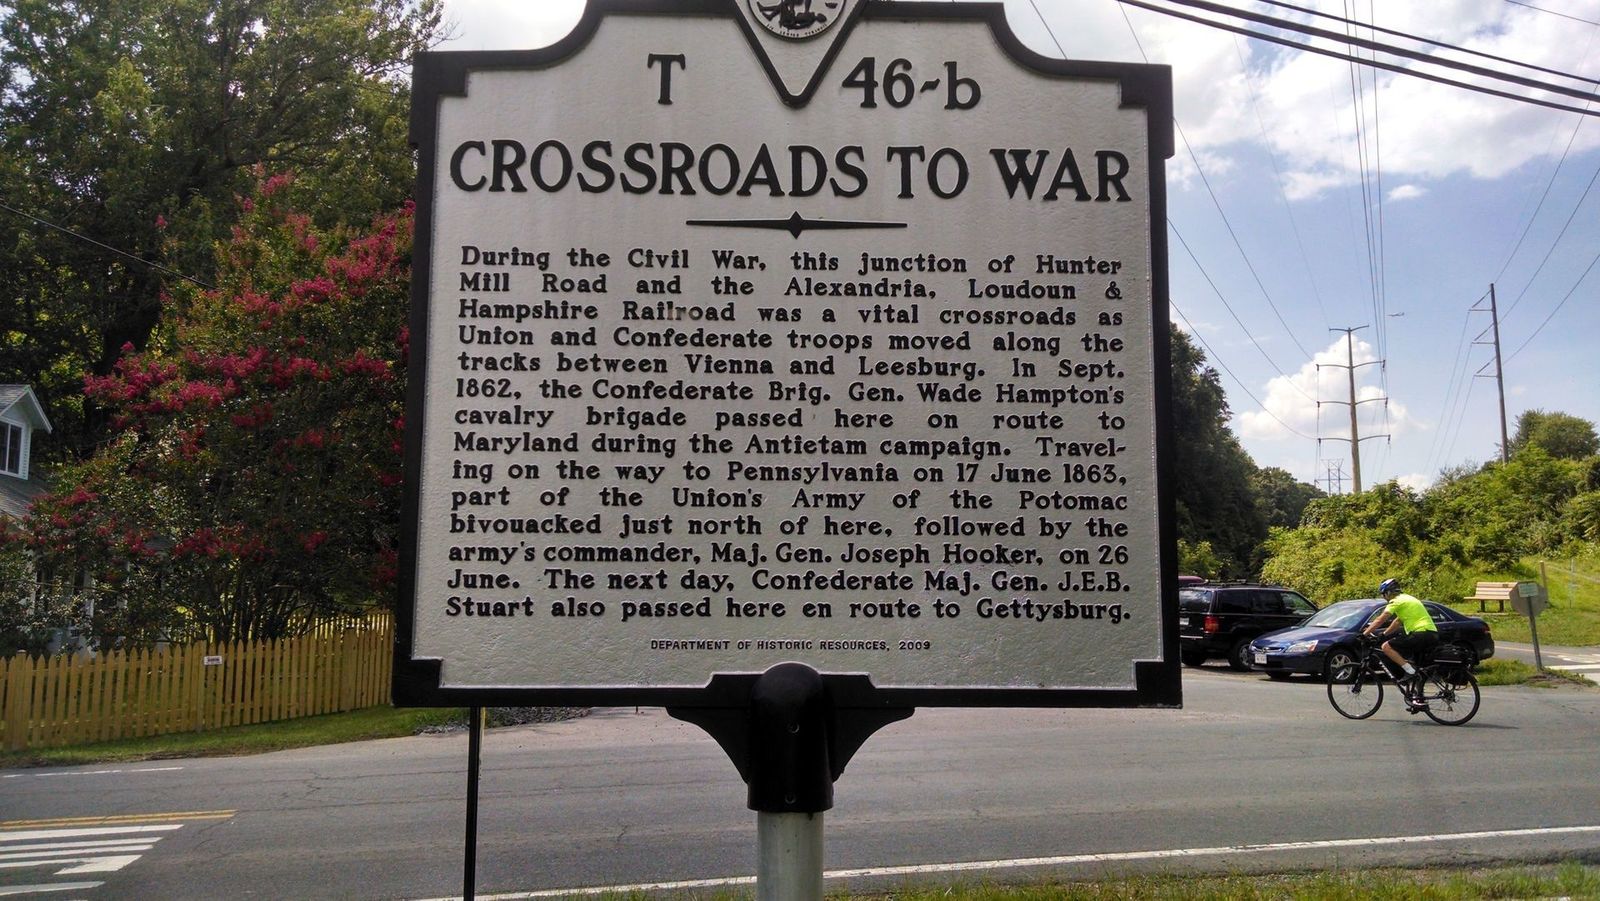 T 46-b
CROSSROADS TO WAR
During the Civil War, this junction of Hunter
Mill Road and the Alexandria, Loudoun &
Hampshire Railroad was a vital crossroads as
Union and Confederate troops moved along the
tracks between Vienna and Leesburg. In Sept.
1862, the Confederate Brig. Gen. Wade Hampton's
cavalry brigade passed here on route to
Maryland during the Antietam campaign. Travel-
ing on the way to Pennsylvania on 17 June 1863,
part of the Union's Army of the Potomac
bivouacked just north of here, followed by the
army's commander, Maj. Gen. Joseph Hooker, on 26
June. The next day, Confederate Maj. Gen. J.E.B.
Stuart also passed here en route to Gettysburg.
DEPARTMENT OF HISTORIC RESOURCES, 2009